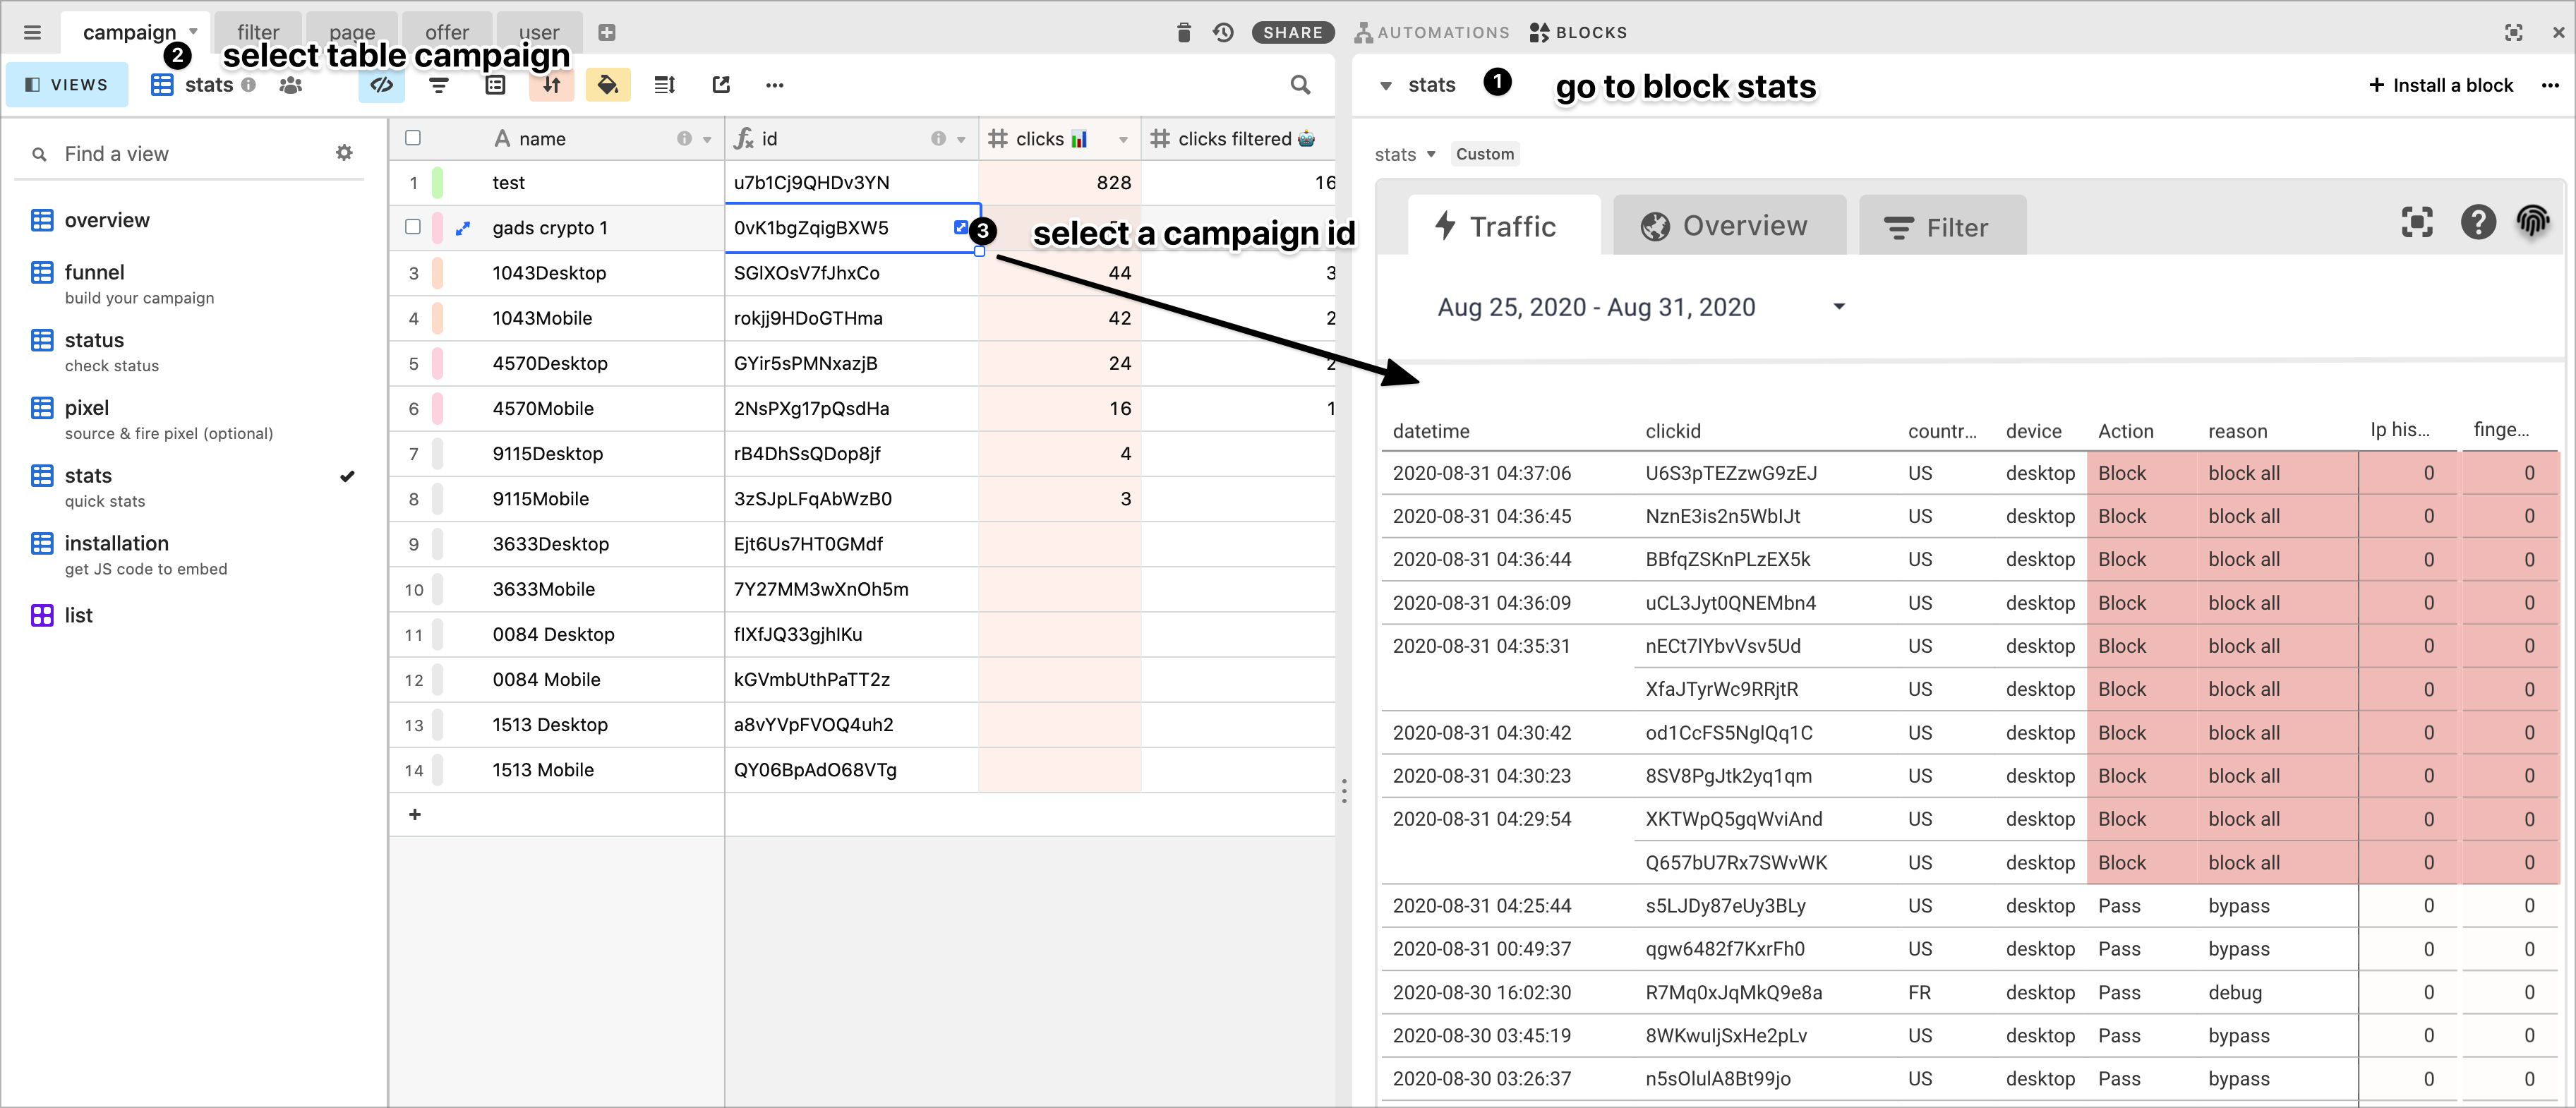 campaign filter page offer user SHARE AUTOMATIONS BLOCKS
2 select table campaign
VIEWS stats
stats 1 go to block stats + Install a block
Find a view
overview
funnel
build your campaign
status
check status
pixel
source & fire pixel (optional)
stats
quick stats
installation
get JS code to embed
list
name id clicks clicks filtered
1 test u7b1Cj9QHDv3YN 828 16
gads crypto 1 0vK1bgZqigBXW5
3 select a campaign id
3 1043Desktop SGlXOsV7fJhxCo 44 3
4 1043Mobile rokjj9HDoGTHma 42 2
5 4570Desktop GYir5sPMNxazjB 24 2
6 4570Mobile 2NsPXg17pQsdHa 16 1
7 9115Desktop rB4DhSsQDop8jf 4
8 9115Mobile 3zSJpLFqAbWzB0 3
9 3633Desktop Ejt6Us7HT0GMdf
10 3633Mobile 7Y27MM3wXnOh5m
11 0084 Desktop flXfJQ33gjhlKu
12 0084 Mobile kGVmbUthPaTT2z
13 1513 Desktop a8vYVpFVOQ4uh2
14 1513 Mobile QY06BpAdO68VTg
+
stats Custom
Traffic Overview Filter
Aug 25, 2020 - Aug 31, 2020
datetime clickid countr... device Action reason Ip his... finge...
2020-08-31 04:37:06 U6S3pTEZzwG9zEJ US desktop Block block all 0 0
2020-08-31 04:36:45 NznE3is2n5WbIJt US desktop Block block all 0 0
2020-08-31 04:36:44 BBfqZSKnPLzEX5k US desktop Block block all 0 0
2020-08-31 04:36:09 uCL3Jyt0QNEMbn4 US desktop Block block all 0 0
2020-08-31 04:35:31 nECt7lYbvVsv5Ud US desktop Block block all 0 0
XfaJTyrWc9RRjtR US desktop Block block all 0 0
2020-08-31 04:30:42 od1CcFS5NglQq1C US desktop Block block all 0 0
2020-08-31 04:30:23 8SV8PgJtk2yq1qm US desktop Block block all 0 0
2020-08-31 04:29:54 XKTWpQ5gqWviAnd US desktop Block block all 0 0
Q657bU7Rx7SWvWK US desktop Block block all 0 0
2020-08-31 04:25:44 s5LJDy87eUy3BLy US desktop Pass bypass 0 0
2020-08-31 00:49:37 qgw6482f7KxrFh0 US desktop Pass bypass 0 0
2020-08-30 16:02:30 R7Mq0xJqMkQ9e8a FR desktop Pass debug 0 0
2020-08-30 03:45:19 8WKwuIjSxHe2pLv US desktop Pass bypass 0 0
2020-08-30 03:26:37 n5sOlulA8Bt99jo US desktop Pass bypass 0 0